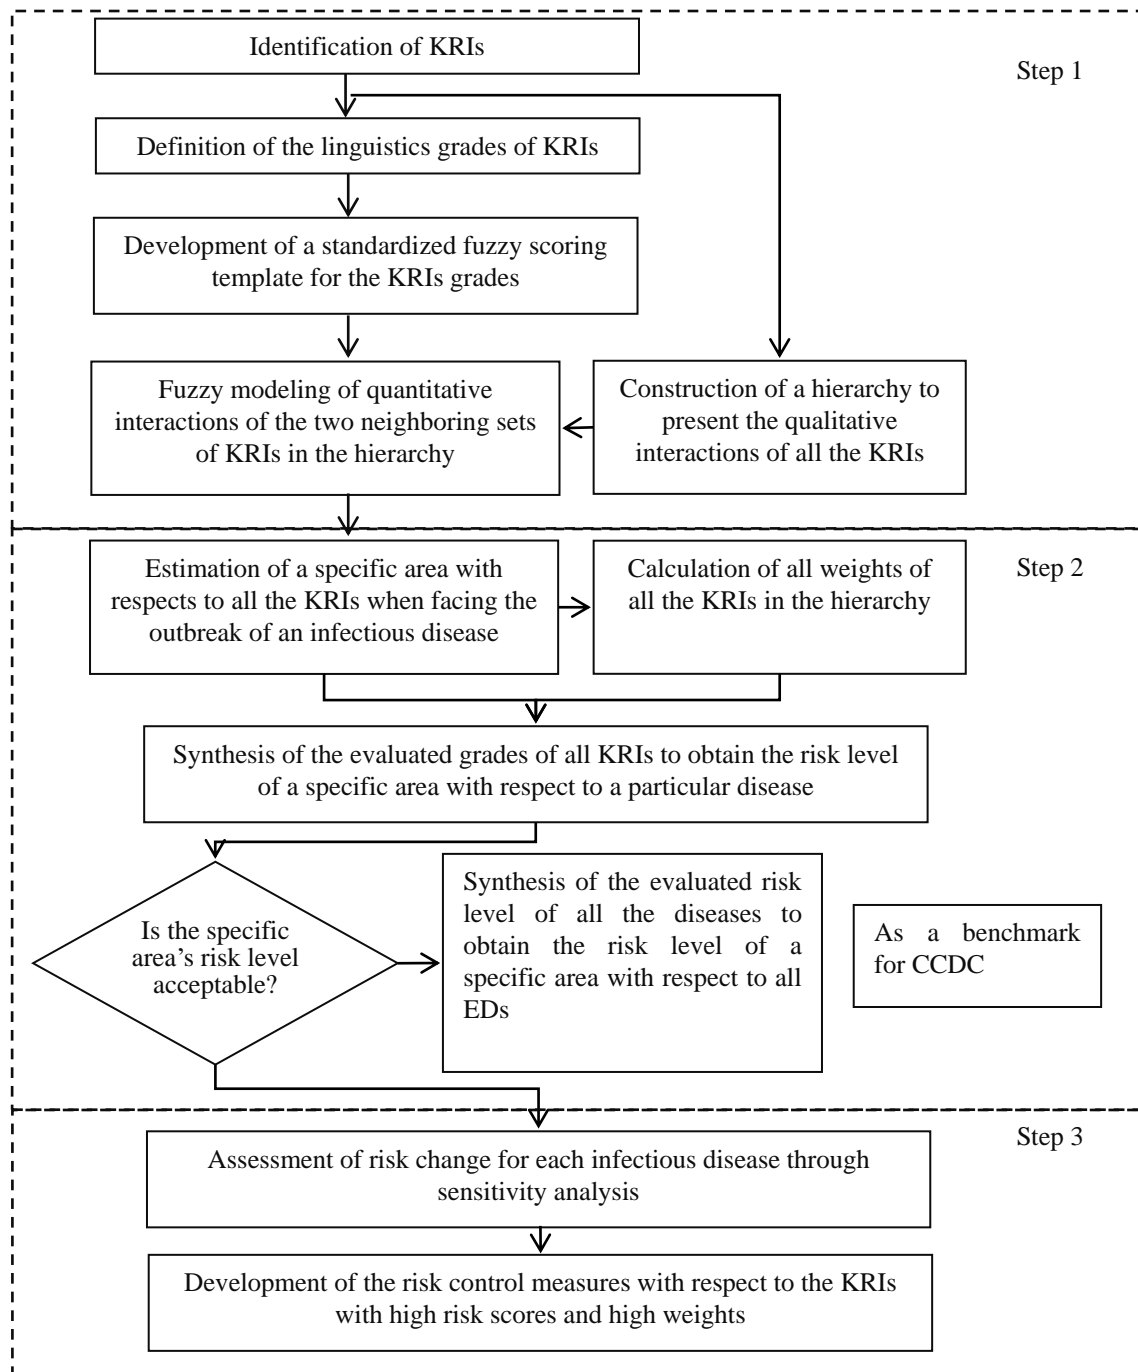 Identification of KRIs
Step 1
Definition of the linguistics grades of KRIs
Development of a standardized fuzzy scoring
template for the KRIs grades
Fuzzy modeling of quantitative
interactions of the two neighboring sets
of KRIs in the hierarchy
Construction of a hierarchy to
present the qualitative
interactions of all the KRIs
Step 2
Estimation of a specific area with
respects to all the KRIs when facing the
outbreak of an infectious disease
Calculation of all weights of
all the KRIs in the hierarchy
Synthesis of the evaluated grades of all KRIs to obtain the risk level
of a specific area with respect to a particular disease
Is the specific
area’s risk level
acceptable?
Synthesis of the evaluated risk
level of all the diseases to
obtain the risk level of a
specific area with respect to all
EDs
As a benchmark
for CCDC
Step 3
Assessment of risk change for each infectious disease through
sensitivity analysis
Development of the risk control measures with respect to the KRIs
with high risk scores and high weights